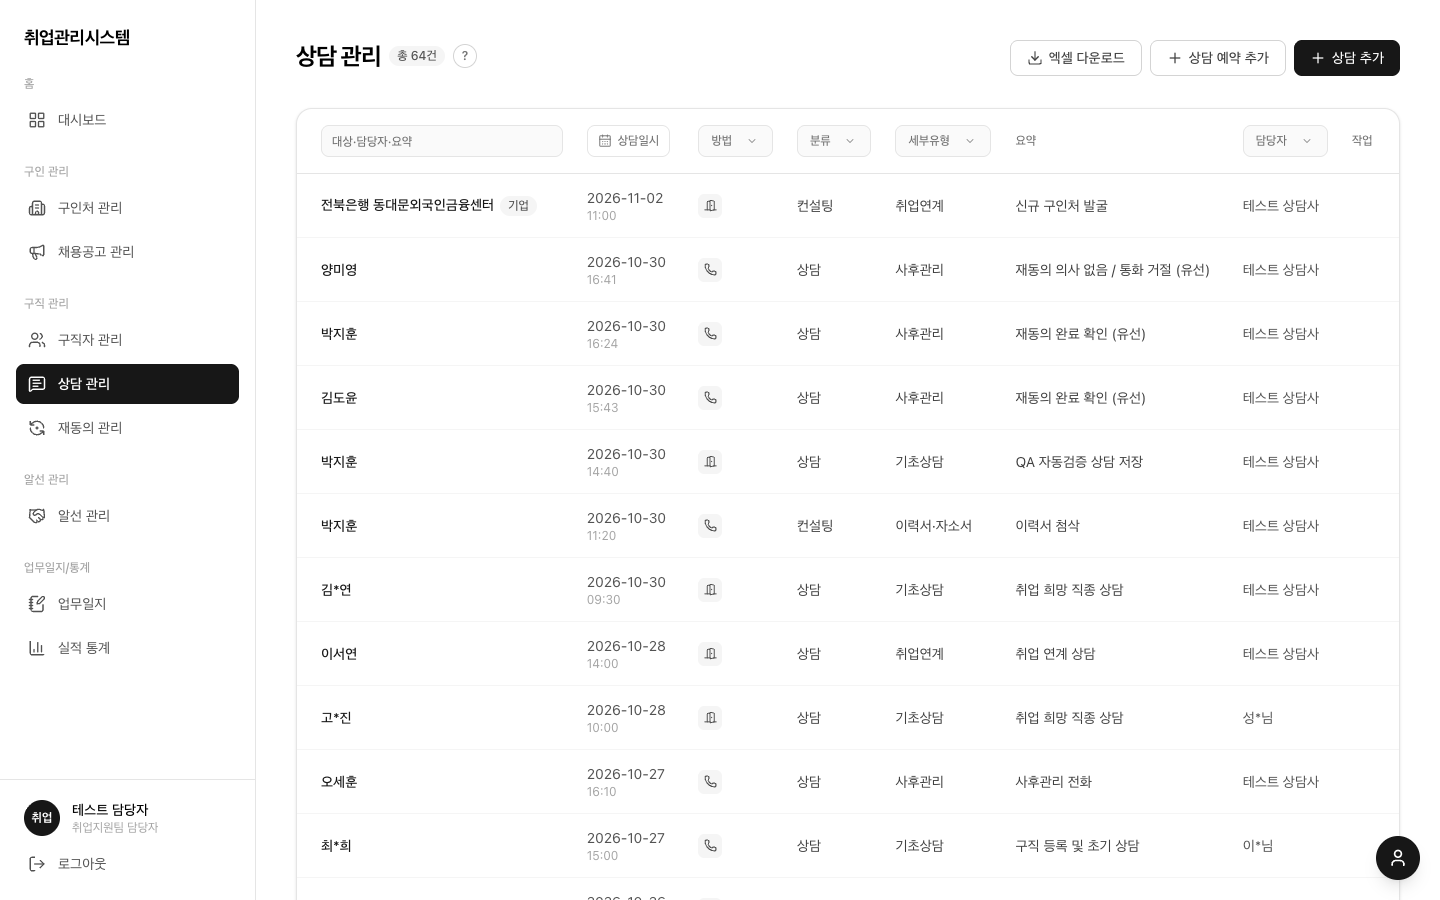 취업관리시스템
홈
대시보드
구인 관리
구인처 관리
채용공고 관리
구직 관리
구직자 관리
상담 관리
재동의 관리
알선 관리
알선 관리
업무일지/통계
업무일지
실적 통계
취업
테스트 담당자
취업지원팀 담당자
로그아웃
상담 관리 총 64건 ?
엑셀 다운로드 상담 예약 추가 상담 추가
대상·담당자·요약 상담일시 방법 분류 세부유형 요약 담당자 작업
전북은행 동대문외국인금융센터 기업 2026-11-02 11:00 컨설팅 취업연계 신규 구인처 발굴 테스트 상담사
양미영 2026-10-30 16:41 상담 사후관리 재동의 의사 없음 / 통화 거절 (유선) 테스트 상담사
박지훈 2026-10-30 16:24 상담 사후관리 재동의 완료 확인 (유선) 테스트 상담사
김도윤 2026-10-30 15:43 상담 사후관리 재동의 완료 확인 (유선) 테스트 상담사
박지훈 2026-10-30 14:40 상담 기초상담 QA 자동검증 상담 저장 테스트 상담사
박지훈 2026-10-30 11:20 컨설팅 이력서·자소서 이력서 첨삭 테스트 상담사
김*연 2026-10-30 09:30 상담 기초상담 취업 희망 직종 상담 테스트 상담사
이서연 2026-10-28 14:00 상담 취업연계 취업 연계 상담 테스트 상담사
고*진 2026-10-28 10:00 상담 기초상담 취업 희망 직종 상담 성*님
오세훈 2026-10-27 16:10 상담 사후관리 사후관리 전화 테스트 상담사
최*희 2026-10-27 15:00 상담 기초상담 구직 등록 및 초기 상담 이*님